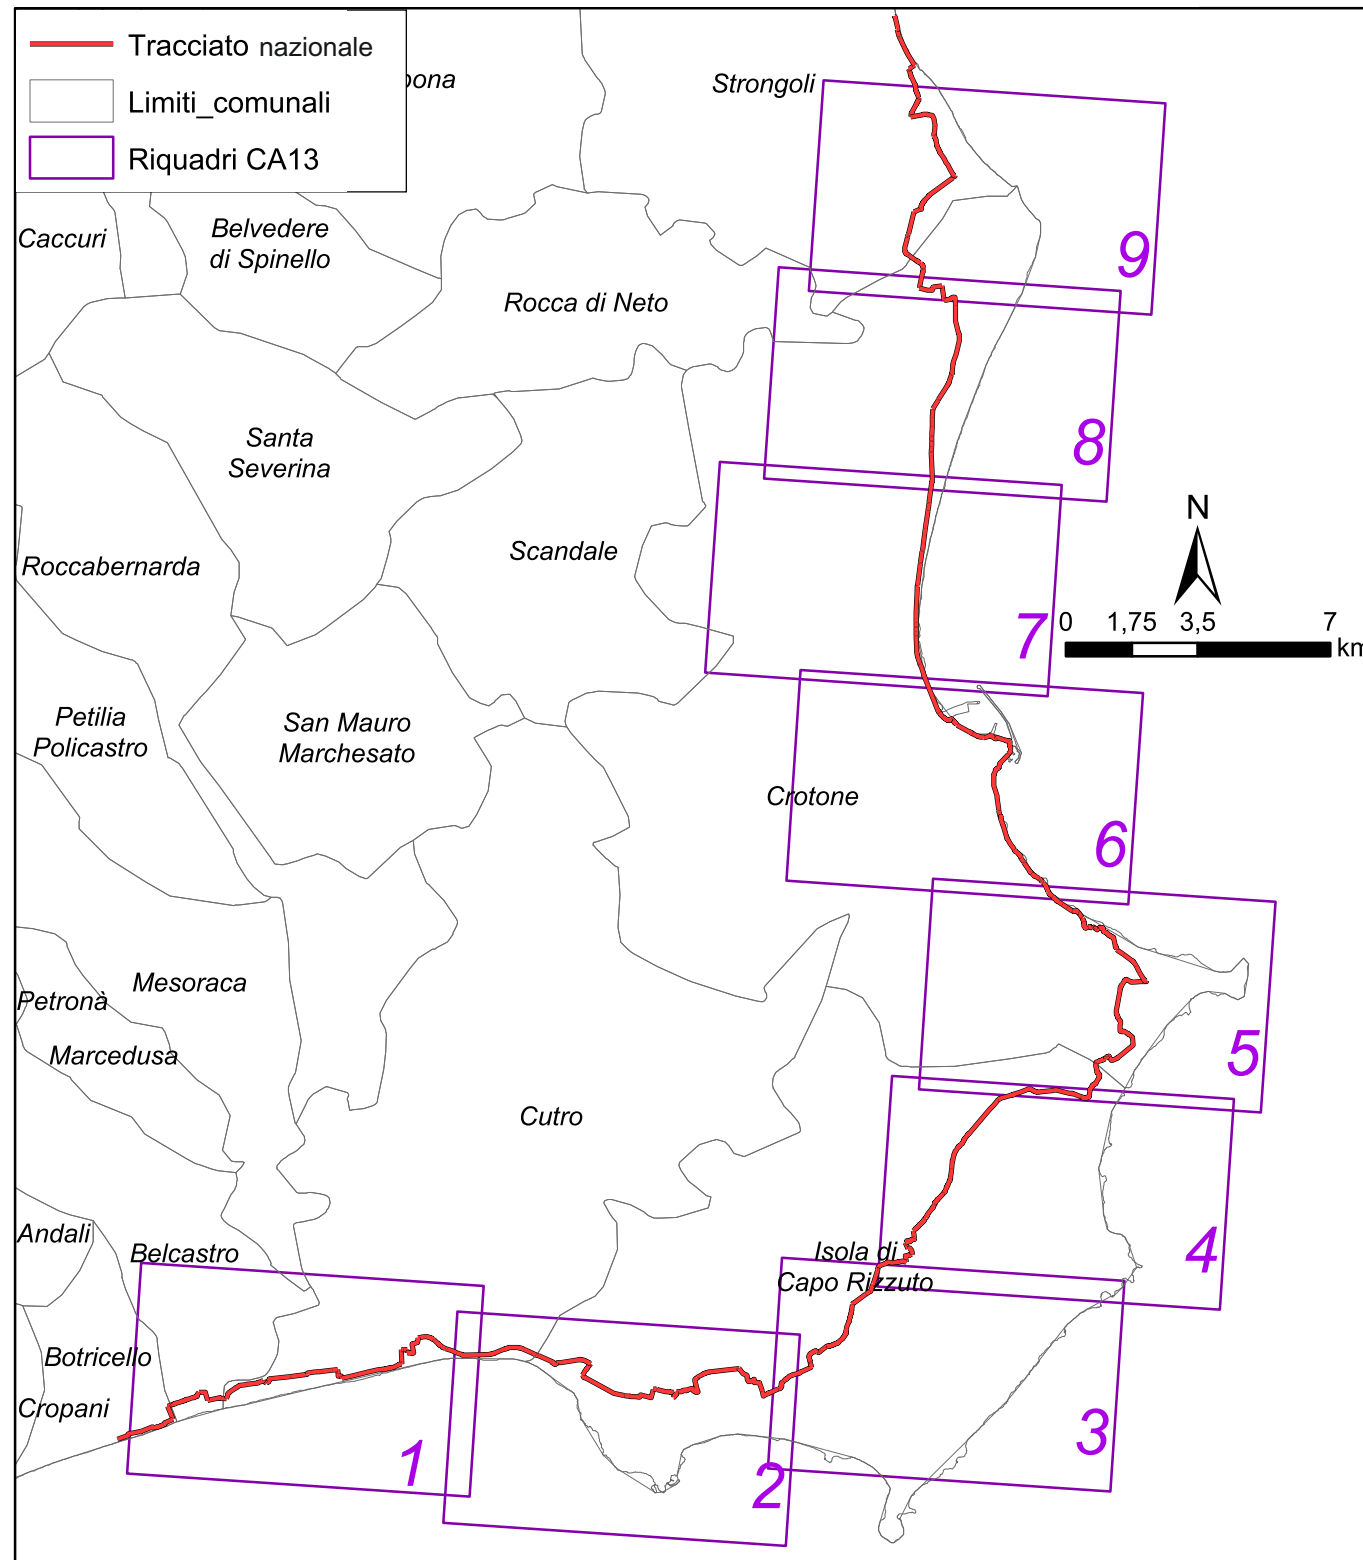 Tracciato nazionale
Limiti_comunali
Riquadri CA13
Strongoli
Caccuri
Belvedere
di Spinello
9
Rocca di Neto
Santa
Severina
8
N
Roccabernarda
Scandale
7
0 1,75 3,5 7
km
Petilia
Policastro
San Mauro
Marchesato
Crotone
6
Mesoraca
Petronà
Marcedusa
5
Cutro
Andali
Belcastro
Isola di
Capo Rizzuto
4
Botricello
Cropani
1
2
3